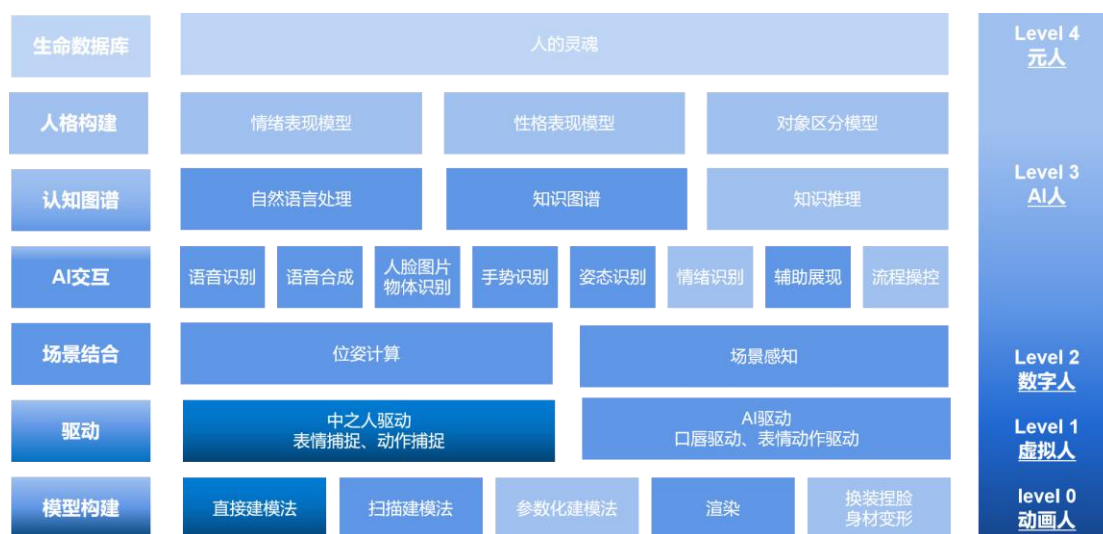 生命数据库
人的灵魂
Level 4
元人
人格构建
情绪表现模型
性格表现模型
对象区分模型
认知图谱
自然语言处理
知识图谱
知识推理
Level 3
AI人
AI交互
语音识别
语音合成
人脸图片
物体识别
手势识别
姿态识别
情绪识别
辅助展现
流程操控
场景结合
位姿计算
场景感知
Level 2
数字人
驱动
中之人驱动
表情捕捉、动作捕捉
AI驱动
口唇驱动、表情动作驱动
Level 1
虚拟人
模型构建
直接建模法
扫描建模法
参数化建模法
渲染
换装捏脸
身材变形
level 0
动画人